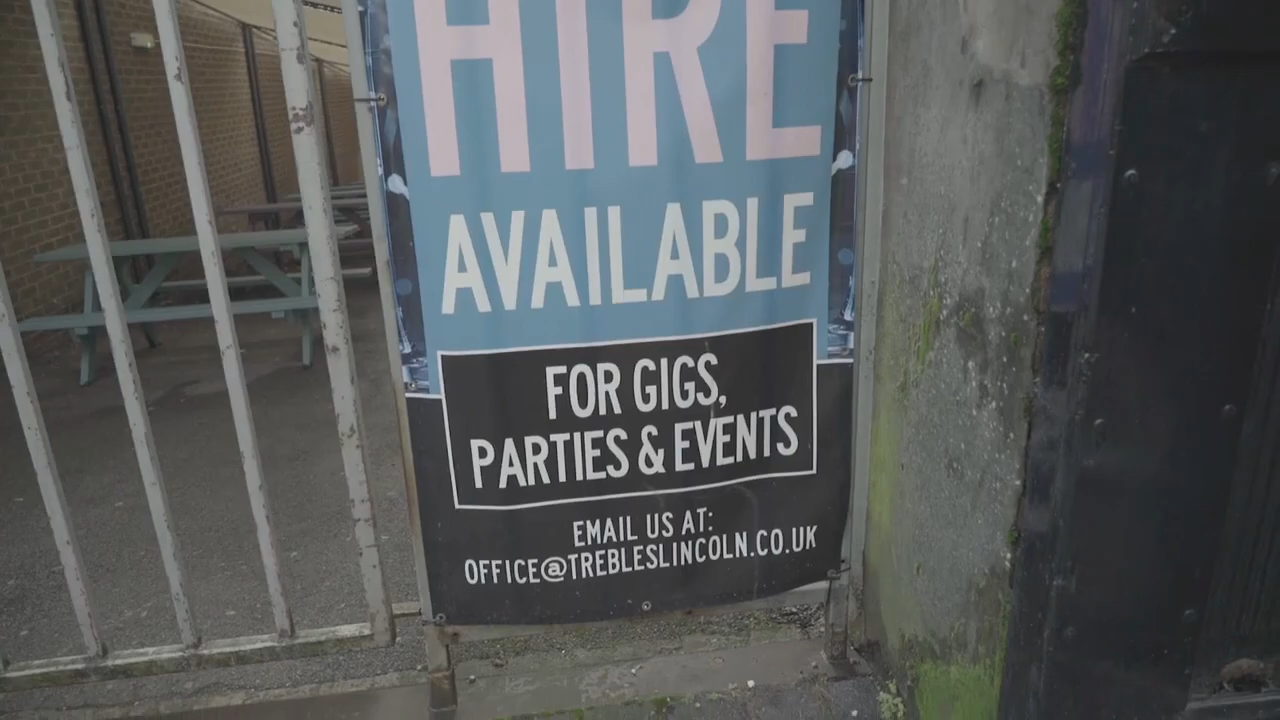 HIRE
AVAILABLE
FOR GIGS,
PARTIES & EVENTS
EMAIL US AT:
OFFICE@TREBLESLINCOLN.CO.UK